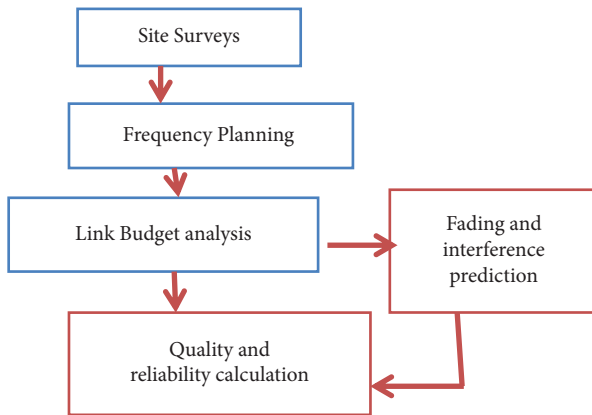 Site Surveys
Frequency Planning
Link Budget analysis
Fading and
interference
prediction
Quality and
reliability calculation